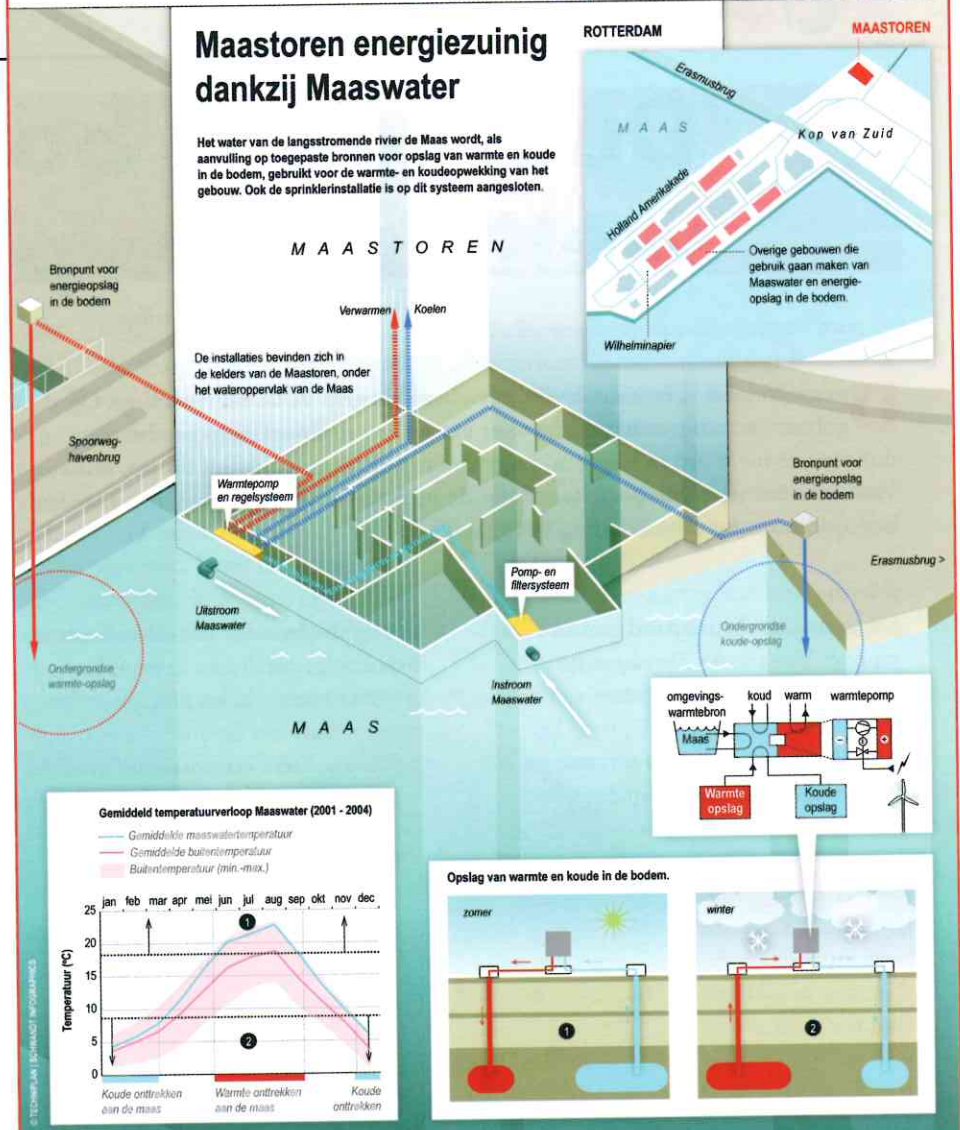 Maastoren energiezuinig
dankzij Maaswater
Het water van de langsstromende rivier de Maas wordt, als
aanvulling op toegepaste bronnen voor opslag van warmte en koude
in de bodem, gebruikt voor de warmte- en koudeopwekking van het
gebouw. Ook de sprinklerinstallatie is op dit systeem aangesloten.
ROTTERDAM
MAASTOREN
Erasmusbrug
MAAS
Kop van Zuid
Holland Amerikakade
Overige gebouwen die
gebruik gaan maken van
Maaswater en energie-
opslag in de bodem.
Wilhelminapier
MAASTOREN
Bronpunt voor
energieopslag
in de bodem
Verwarmen
Koelen
De installaties bevinden zich in
de kelders van de Maastoren, onder
het wateroppervlak van de Maas
Spoorweg-
havenbrug
Warmtepomp
en regelsysteem
Bronpunt voor
energieopslag
in de bodem
Erasmusbrug >
Pomp- en
filtersysteem
Uitstroom
Maaswater
Ondergrondse
warmte-opslag
Ondergrondse
koude-opslag
Instroom
Maaswater
MAAS
omgevings-
warmtebron
koud
warm
warmtepomp
Maas
- +
Warmte
opslag
Koude
opslag
Gemiddeld temperatuurverloop Maaswater (2001 - 2004)
Gemiddelde maaswatertemperatuur
Gemiddelde buitentemperatuur
Buitentemperatuur (min.-max.)
jan feb mar apr mei jun jul aug sep okt nov dec
Temperatuur (ºC)
25
20
15
10
5
0
1
2
Koude onttrekken
aan de maas
Warmte onttrekken
aan de maas
Koude
onttrekken
Opslag van warmte en koude in de bodem.
zomer
1
winter
2
© TECHNIPLAN | SCHWANDT INFOGRAPHICS